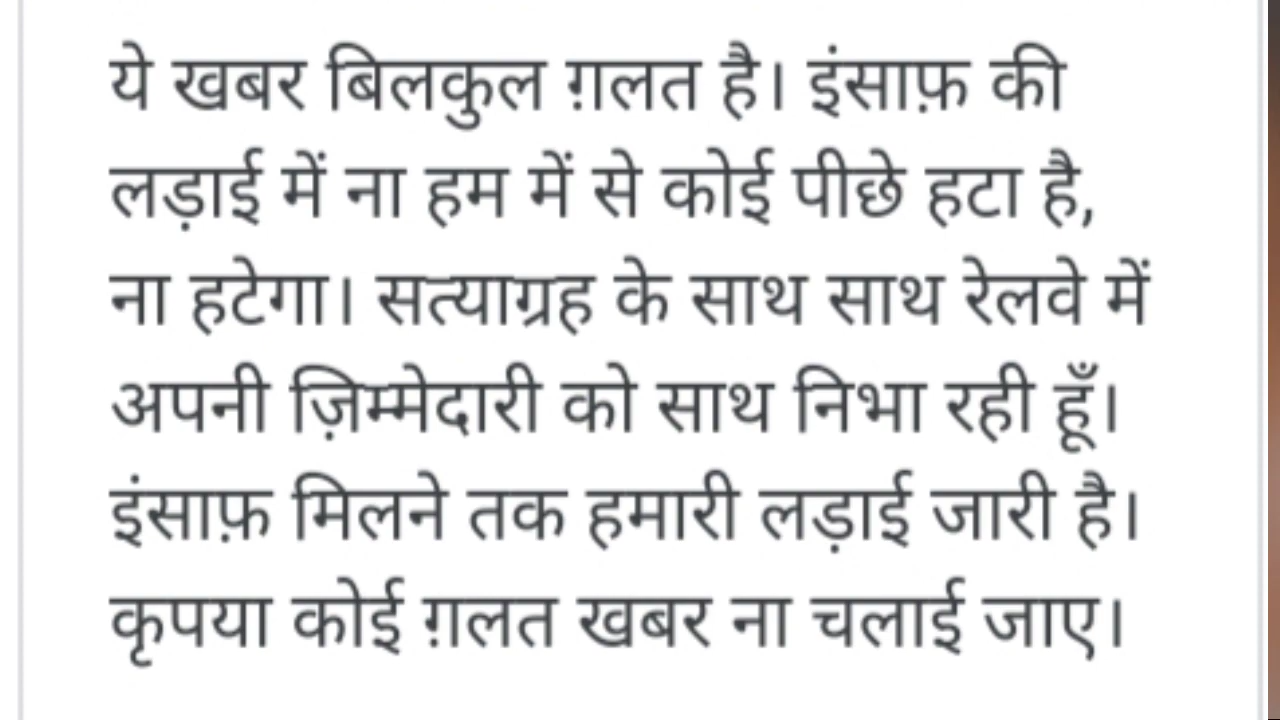 ये खबर बिलकुल ग़लत है। इंसाफ़ की
लड़ाई में ना हम में से कोई पीछे हटा है,
ना हटेगा। सत्याग्रह के साथ साथ रेलवे में
अपनी ज़िम्मेदारी को साथ निभा रही हूँ।
इंसाफ़ मिलने तक हमारी लड़ाई जारी है।
कृपया कोई ग़लत खबर ना चलाई जाए।